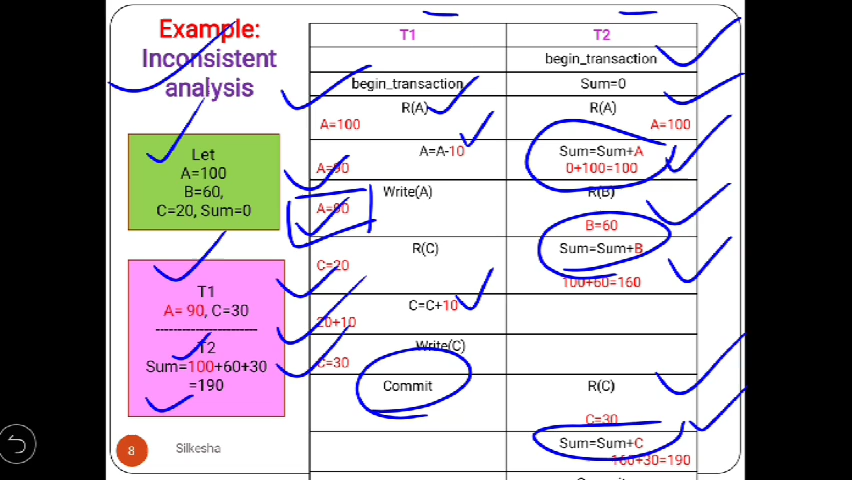 Example:
Inconsistent
analysis
Let
A=100
B=60,
C=20, Sum=0
T1
A= 90, C=30
T2
Sum=100+60+30
=190
8
Silkesha
T1 T2
begin_transaction
begin_transaction Sum=0
R(A) R(A)
A=100 A=100
A=A-10 Sum=Sum+A
A=90 0+100=100
Write(A) R(B)
A=90 B=60
R(C) Sum=Sum+B
C=20 100+60=160
C=C+10
20+10
Write(C)
C=30
Commit R(C)
C=30
Sum=Sum+C
160+30=190